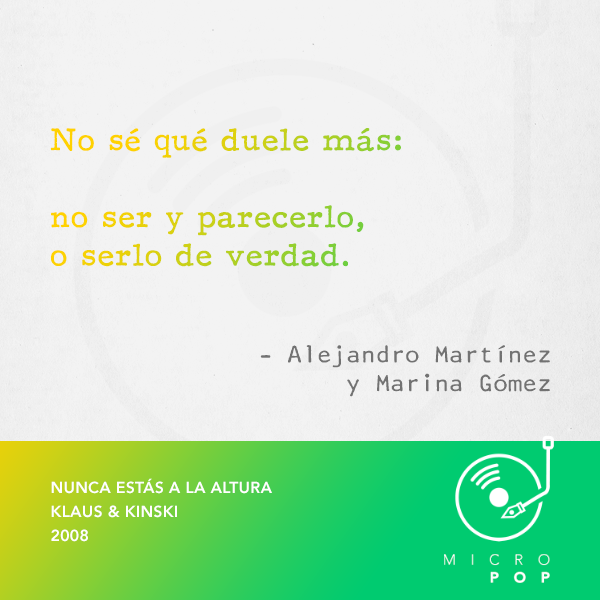 No sé qué duele más:
no ser y parecerlo,
o serlo de verdad.
- Alejandro Martínez
y Marina Gómez
NUNCA ESTÁS A LA ALTURA
KLAUS & KINSKI
2008
MICRO
POP